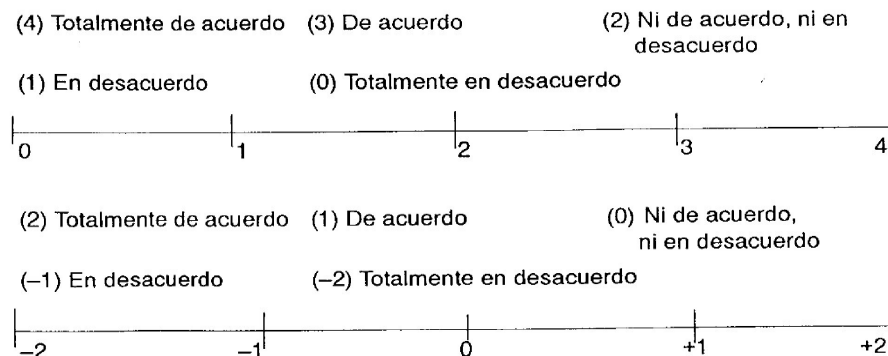 (4) Totalmente de acuerdo (3) De acuerdo (2) Ni de acuerdo, ni en
desacuerdo
(1) En desacuerdo (0) Totalmente en desacuerdo
0 1 2 3 4
(2) Totalmente de acuerdo (1) De acuerdo (0) Ni de acuerdo,
ni en desacuerdo
(–1) En desacuerdo (–2) Totalmente en desacuerdo
–2 –1 0 +1 +2